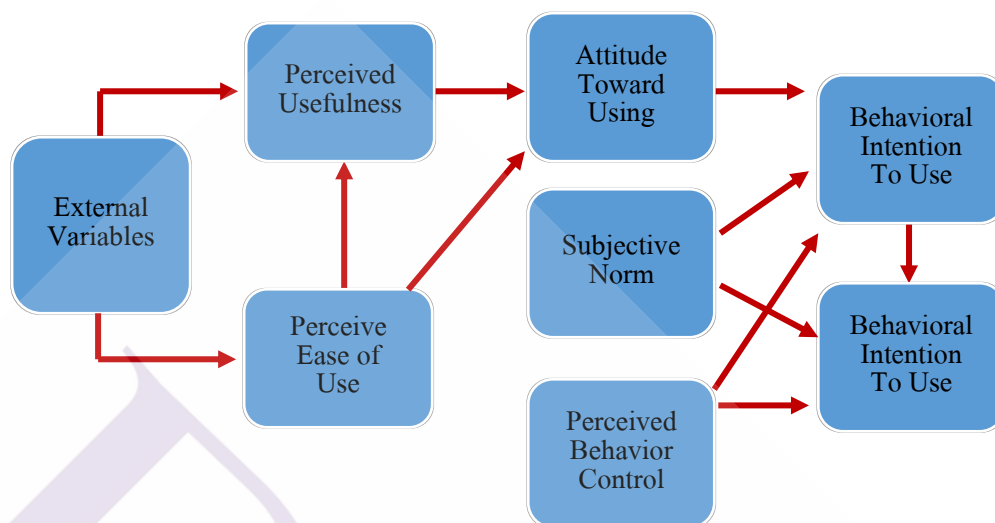 External
Variables
Perceived
Usefulness
Perceive
Ease of
Use
Attitude
Toward
Using
Subjective
Norm
Perceived
Behavior
Control
Behavioral
Intention
To Use
Behavioral
Intention
To Use